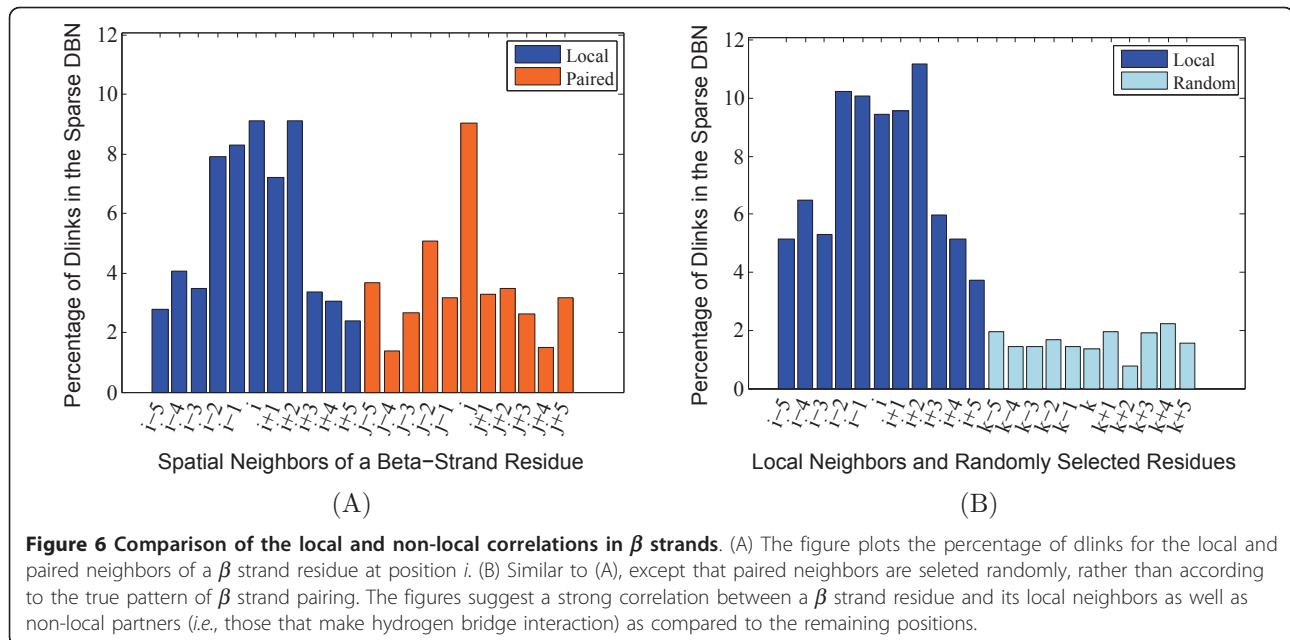 12
10
8
6
4
2
0
Percentage of Dlinks in the Sparse DBN
Local
Paired
i−5
i−4
i−3
i−2
i−1
i
i+1
i+2
i+3
i+4
i+5
j−5
j−4
j−3
j−2
j−1
j
j+1
j+2
j+3
j+4
j+5
Spatial Neighbors of a Beta−Strand Residue
(A)
12
10
8
6
4
2
0
Percentage of Dlinks in the Sparse DBN
Local
Random
i−5
i−4
i−3
i−2
i−1
i
i+1
i+2
i+3
i+4
i+5
k−5
k−4
k−3
k−2
k−1
k
k+1
k+2
k+3
k+4
k+5
Local Neighbors and Randomly Selected Residues
(B)
Figure 6 Comparison of the local and non-local correlations in β strands. (A) The figure plots the percentage of dlinks for the local and
paired neighbors of a β strand residue at position i. (B) Similar to (A), except that paired neighbors are seleted randomly, rather than according
to the true pattern of β strand pairing. The figures suggest a strong correlation between a β strand residue and its local neighbors as well as
non-local partners (i.e., those that make hydrogen bridge interaction) as compared to the remaining positions.